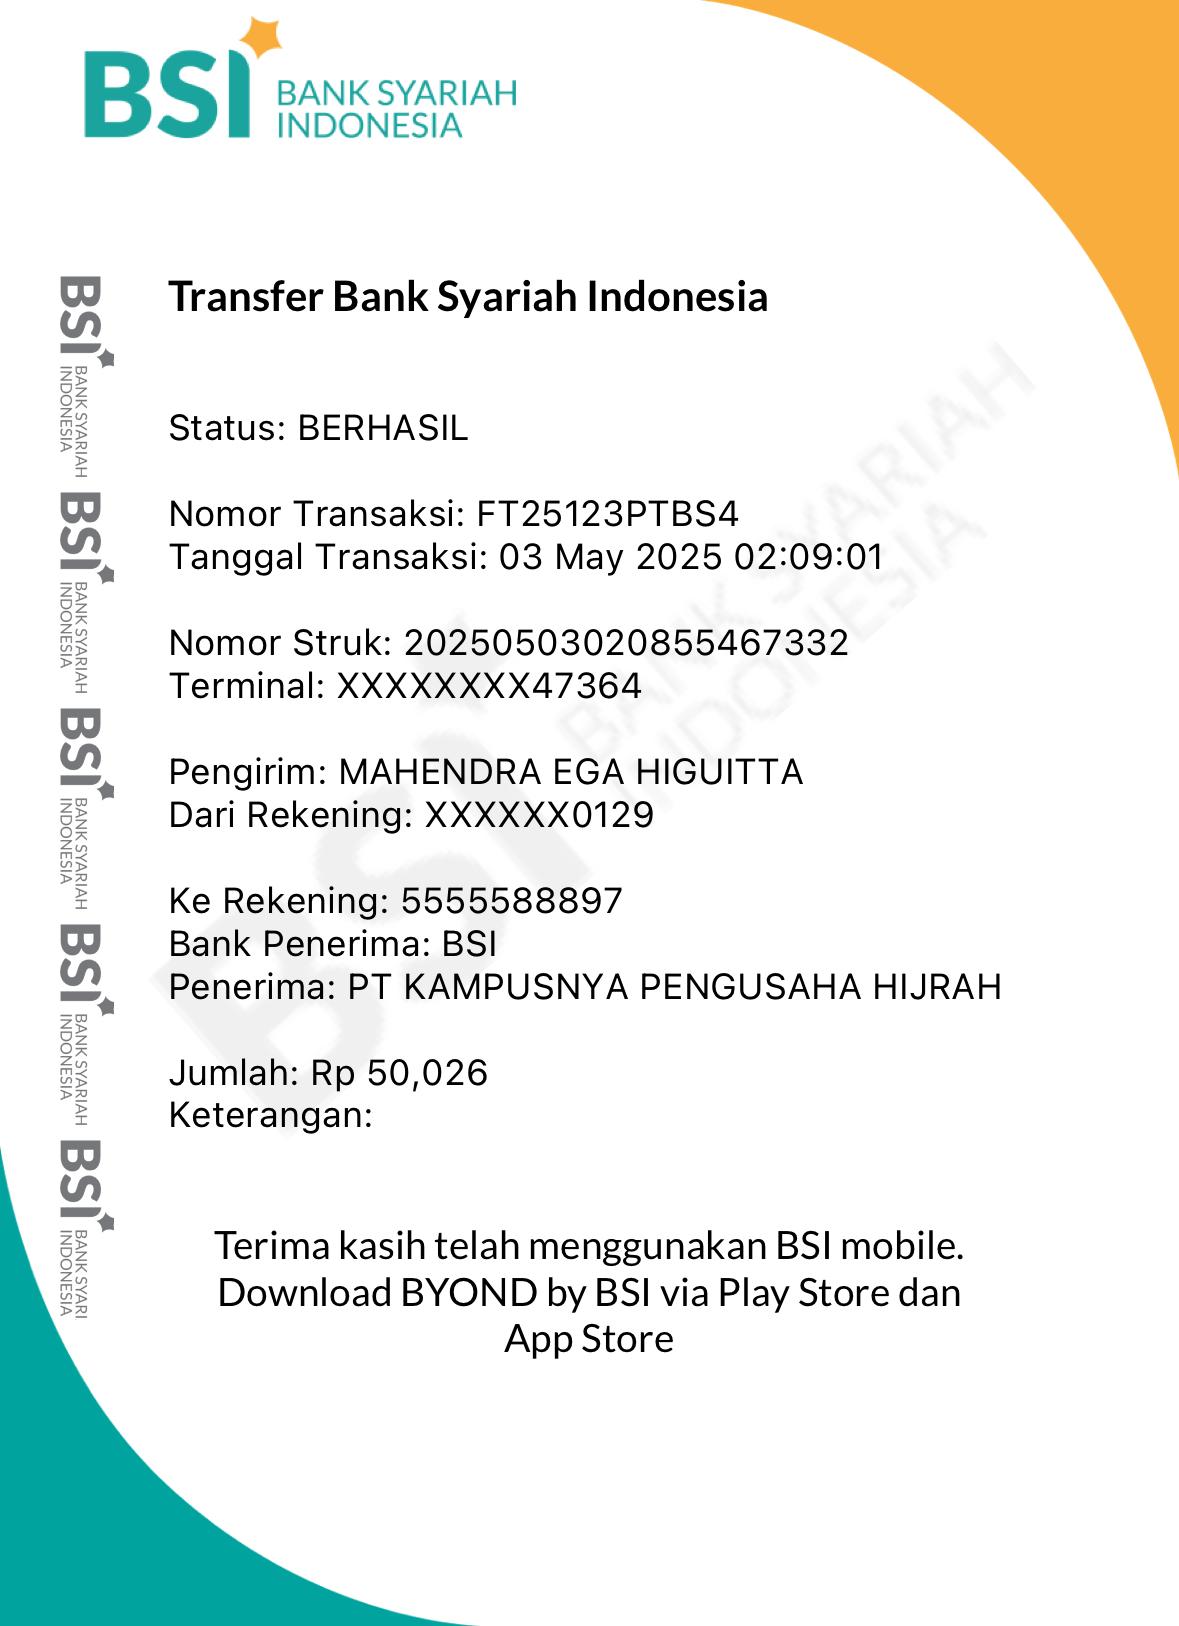 BSI BANK SYARIAH
INDONESIA
Transfer Bank Syariah Indonesia
Status: BERHASIL
Nomor Transaksi: FT25123PTBS4
Tanggal Transaksi: 03 May 2025 02:09:01
Nomor Struk: 20250503020855467332
Terminal: XXXXXXXX47364
Pengirim: MAHENDRA EGA HIGUITTA
Dari Rekening: XXXXXX0129
Ke Rekening: 5555588897
Bank Penerima: BSI
Penerima: PT KAMPUSNYA PENGUSAHA HIJRAH
Jumlah: Rp 50,026
Keterangan:
Terima kasih telah menggunakan BSI mobile.
Download BYOND by BSI via Play Store dan
App Store
BSI BANK SYARIAH
INDONESIA
BSI BANK SYARIAH
INDONESIA
BSI BANK SYARIAH
INDONESIA
BSI BANK SYARIAH
INDONESIA
BSI BANK SYARI
INDONESIA
BSI BANK SYARIAH
INDONESIA